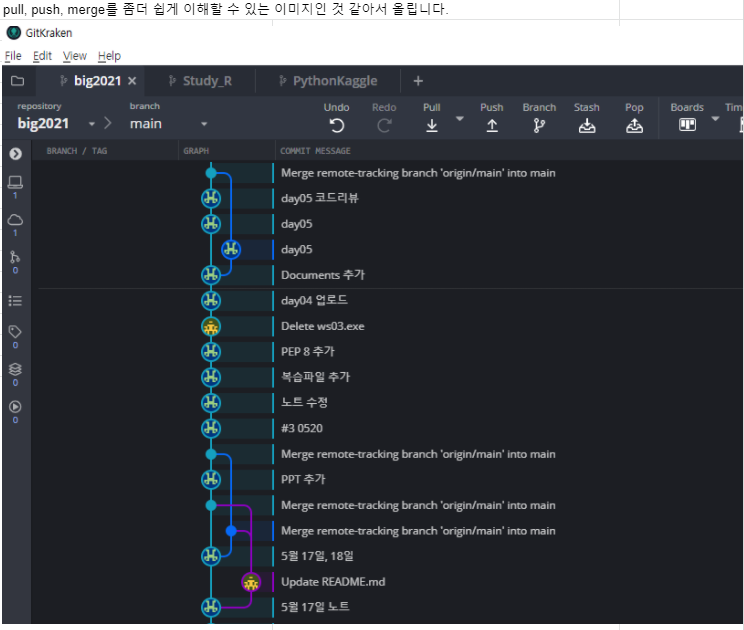 pull, push, merge를 좀더 쉽게 이해할 수 있는 이미지인 것 같아서 올립니다.
GitKraken
File Edit View Help
big2021 Study_R PythonKaggle
repository branch Undo Redo Pull Push Branch Stash Pop Boards Tim
big2021 main
BRANCH / TAG GRAPH COMMIT MESSAGE
Merge remote-tracking branch 'origin/main' into main
day05 코드리뷰
1
day05
1
day05
0
Documents 추가
day04 업로드
Delete ws03.exe
0
PEP 8 추가
복습파일 추가
0
노트 수정
0
#3 0520
Merge remote-tracking branch 'origin/main' into main
PPT 추가
Merge remote-tracking branch 'origin/main' into main
Merge remote-tracking branch 'origin/main' into main
5월 17일, 18일
Update README.md
5월 17일 노트